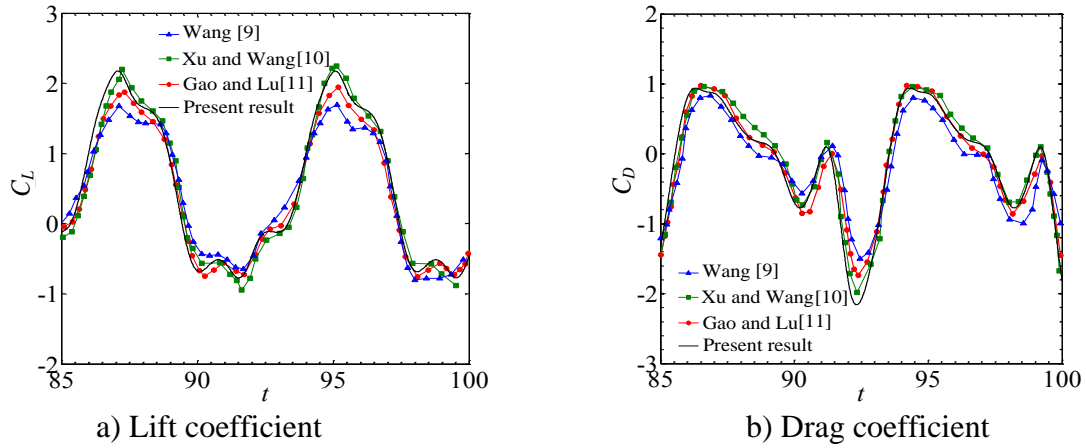 3
2
1
0
-1
-2
C_L
Wang [9]
Xu and Wang[10]
Gao and Lu[11]
Present result
85
90
95
100
t
a) Lift coefficient
2
1
0
-1
-2
-3
C_D
Wang [9]
Xu and Wang[10]
Gao and Lu[11]
Present result
85
90
95
100
t
b) Drag coefficient